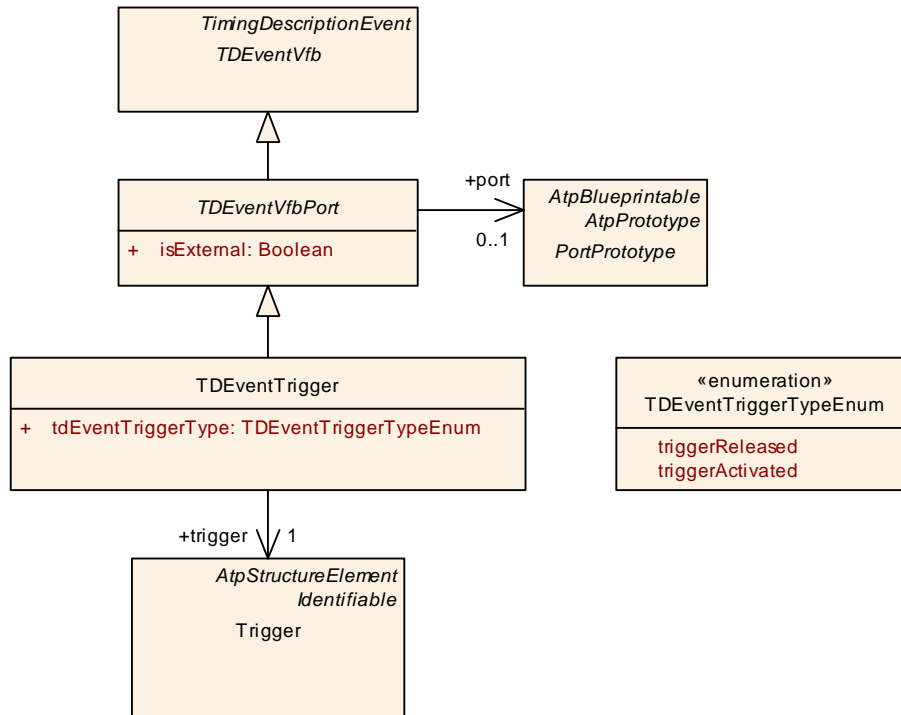 TimingDescriptionEvent
TDEventVfb
TDEventVfbPort
+ isExternal: Boolean
+port
0..1
AtpBlueprintable
AtpPrototype
PortPrototype
TDEventTrigger
+ tdEventTriggerType: TDEventTriggerTypeEnum
«enumeration»
TDEventTriggerTypeEnum
triggerReleased
triggerActivated
+trigger 1
AtpStructureElement
Identifiable
Trigger